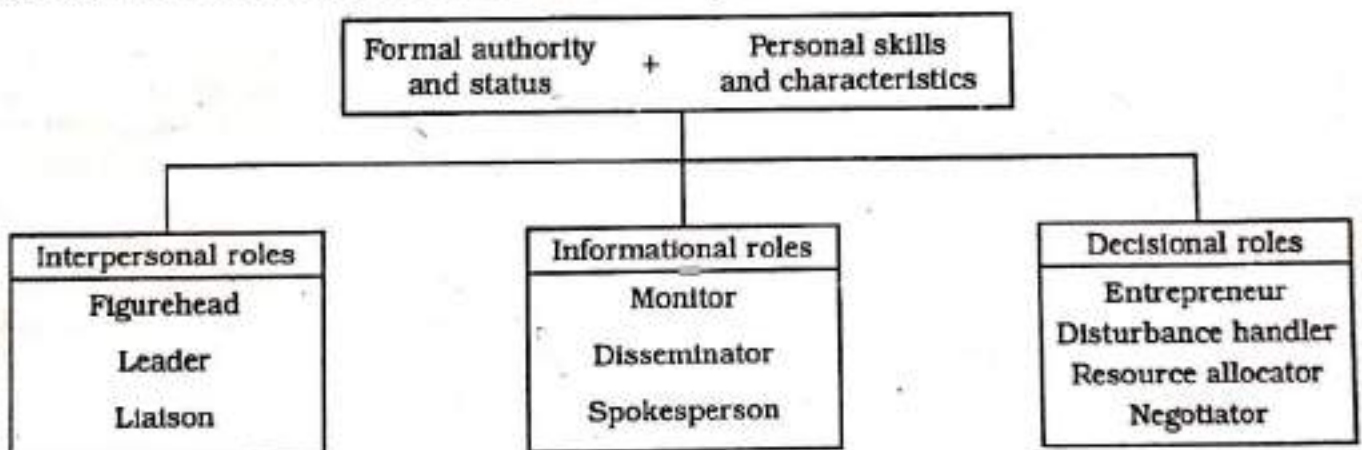 Formal authority
and status
+
Personal skills
and characteristics
Interpersonal roles
Figurehead
Leader
Liaison
Informational roles
Monitor
Disseminator
Spokesperson
Decisional roles
Entrepreneur
Disturbance handler
Resource allocator
Negotiator